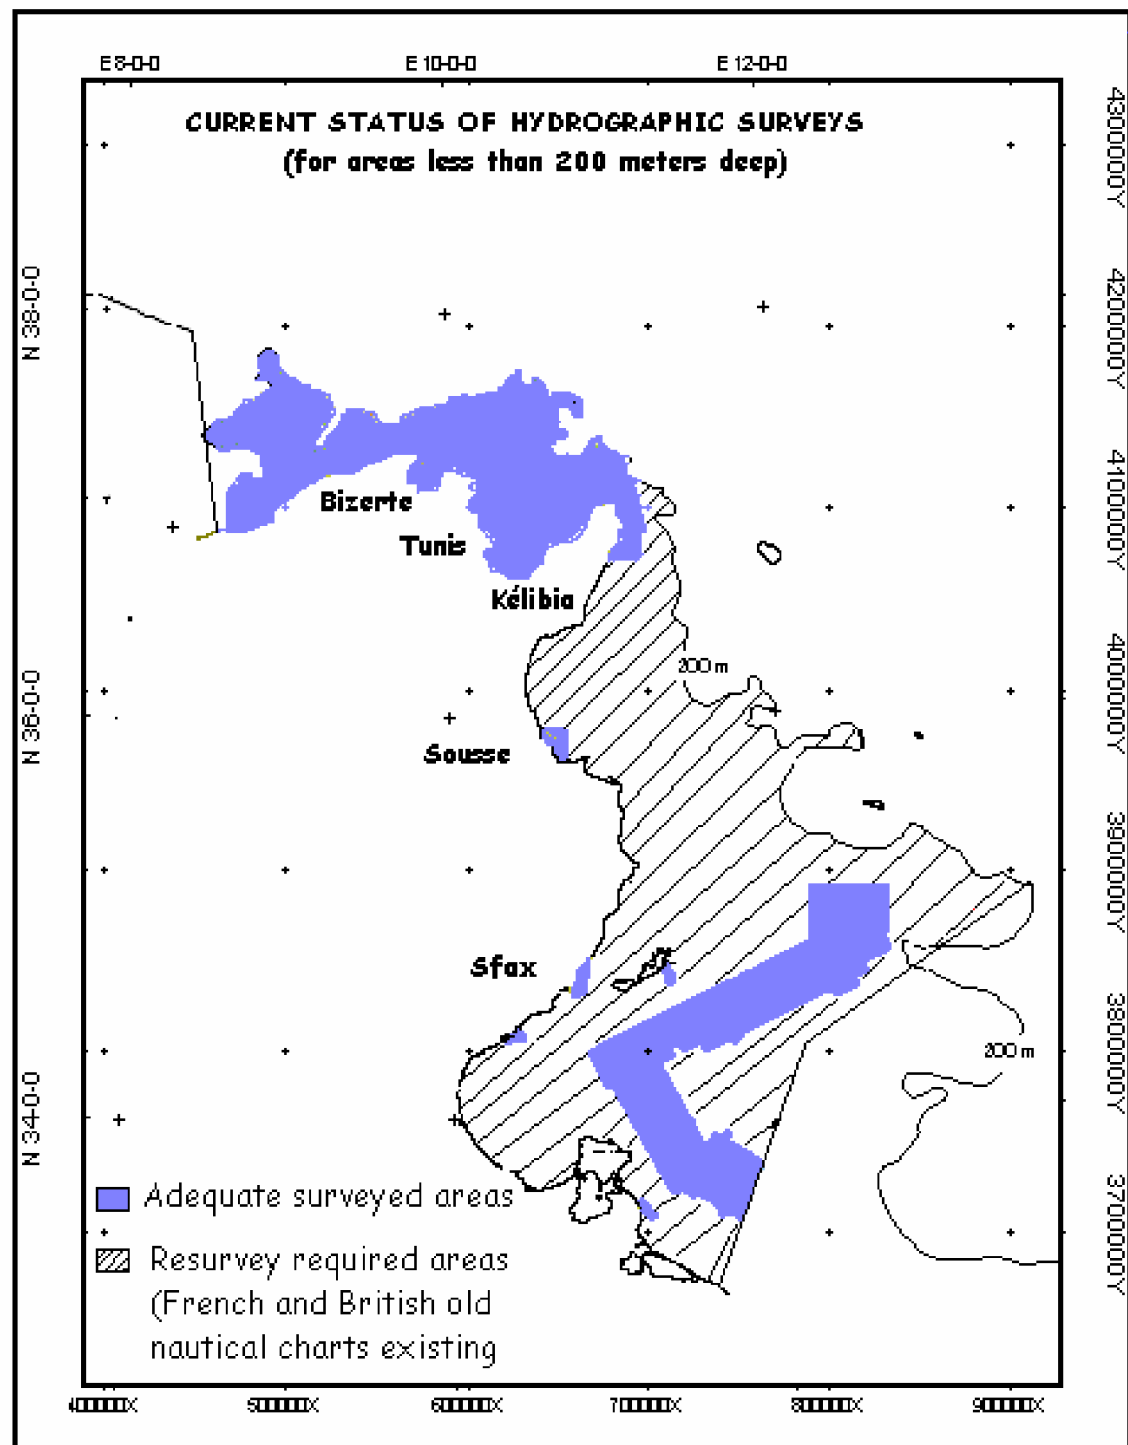 E 8-0-0 E 10-0-0 E 12-0-0
CURRENT STATUS OF HYDROGRAPHIC SURVEYS
(for areas less than 200 meters deep)
4300000Y
N 38-0-0
4200000Y
4100000Y
Bizerte
Tunis
Kélibia
200 m
4000000Y
N 36-0-0
Sousse
3900000Y
Sfax
3800000Y
200 m
N 34-0-0
3700000Y
Adequate surveyed areas
Resurvey required areas
(French and British old
nautical charts existing
400000X 500000X 600000X 700000X 800000X 900000X